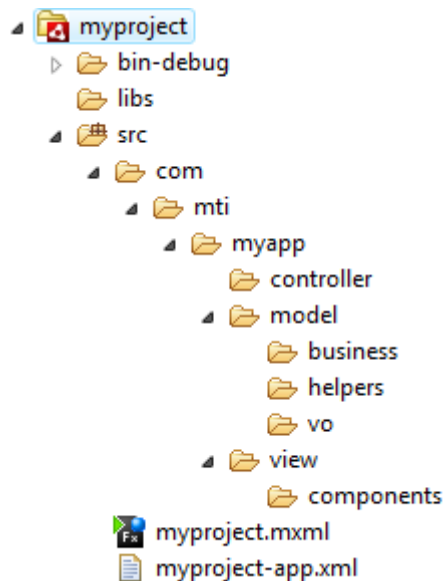 myproject
bin-debug
libs
src
com
mti
myapp
controller
model
business
helpers
vo
view
components
Fx myproject.mxml
myproject-app.xml